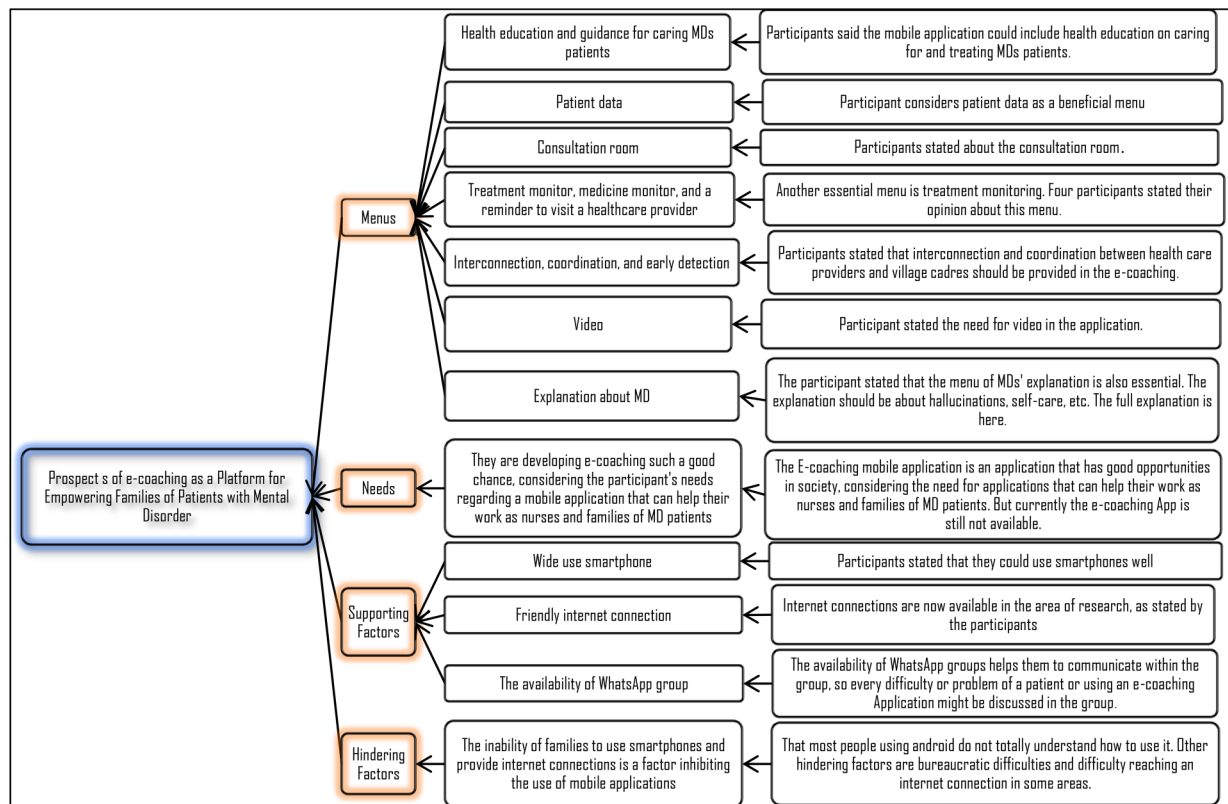 Health education and guidance for caring MDs
patients
Participants said the mobile application could include health education on caring
for and treating MDs patients.
Patient data
Participant considers patient data as a beneficial menu
Consultation room
Participants stated about the consultation room.
Menus
Treatment monitor, medicine monitor, and a
reminder to visit a healthcare provider
Another essential menu is treatment monitoring. Four participants stated their
opinion about this menu.
Interconnection, coordination, and early detection
Participants stated that interconnection and coordination between health care
providers and village cadres should be provided in the e-coaching.
Video
Participant stated the need for video in the application.
Explanation about MD
The participant stated that the menu of MDs' explanation is also essential. The
explanation should be about hallucinations, self-care, etc. The full explanation is
here.
Prospect s of e-coaching as a Platform for
Empowering Families of Patients with Mental
Disorder
Needs
They are developing e-coaching such a good
chance, considering the participant's needs
regarding a mobile application that can help their
work as nurses and families of MD patients
The E-coaching mobile application is an application that has good opportunities
in society, considering the need for applications that can help their work as
nurses and families of MD patients. But currently the e-coaching App is
still not available.
Supporting
Factors
Wide use smartphone
Participants stated that they could use smartphones well
Friendly internet connection
Internet connections are now available in the area of research, as stated by
the participants
The availability of WhatsApp group
The availability of WhatsApp groups helps them to communicate within the
group, so every difficulty or problem of a patient or using an e-coaching
Application might be discussed in the group.
Hindering
Factors
The inability of families to use smartphones and
provide internet connections is a factor inhibiting
the use of mobile applications
That most people using android do not totally understand how to use it. Other
hindering factors are bureaucratic difficulties and difficulty reaching an
internet connection in some areas.